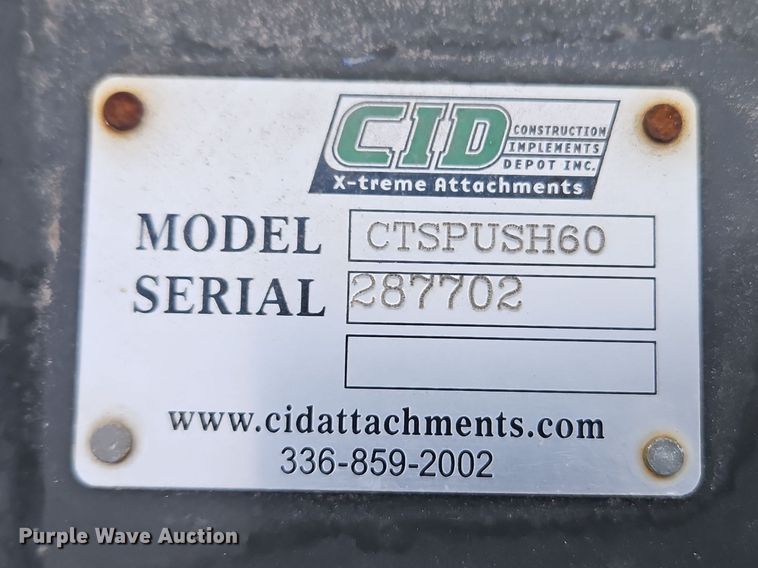 CID
CONSTRUCTION
IMPLEMENTS
DEPOT INC.
X-treme Attachments
MODEL CTSPUSH60
SERIAL 287702
www.cidattachments.com
336-859-2002
Purple Wave Auction